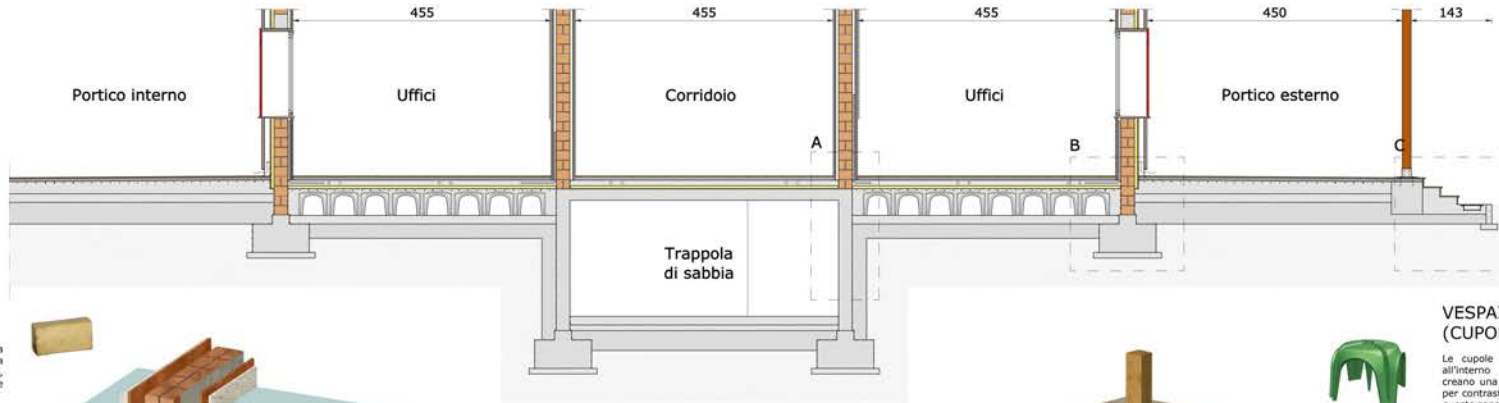 455
455
455
450
143
Portico interno
Uffici
Corridoio
Uffici
Portico esterno
A
B
C
Trappola
di sabbia
(CUPO
Le cupole
all'interno
creano una
per contras